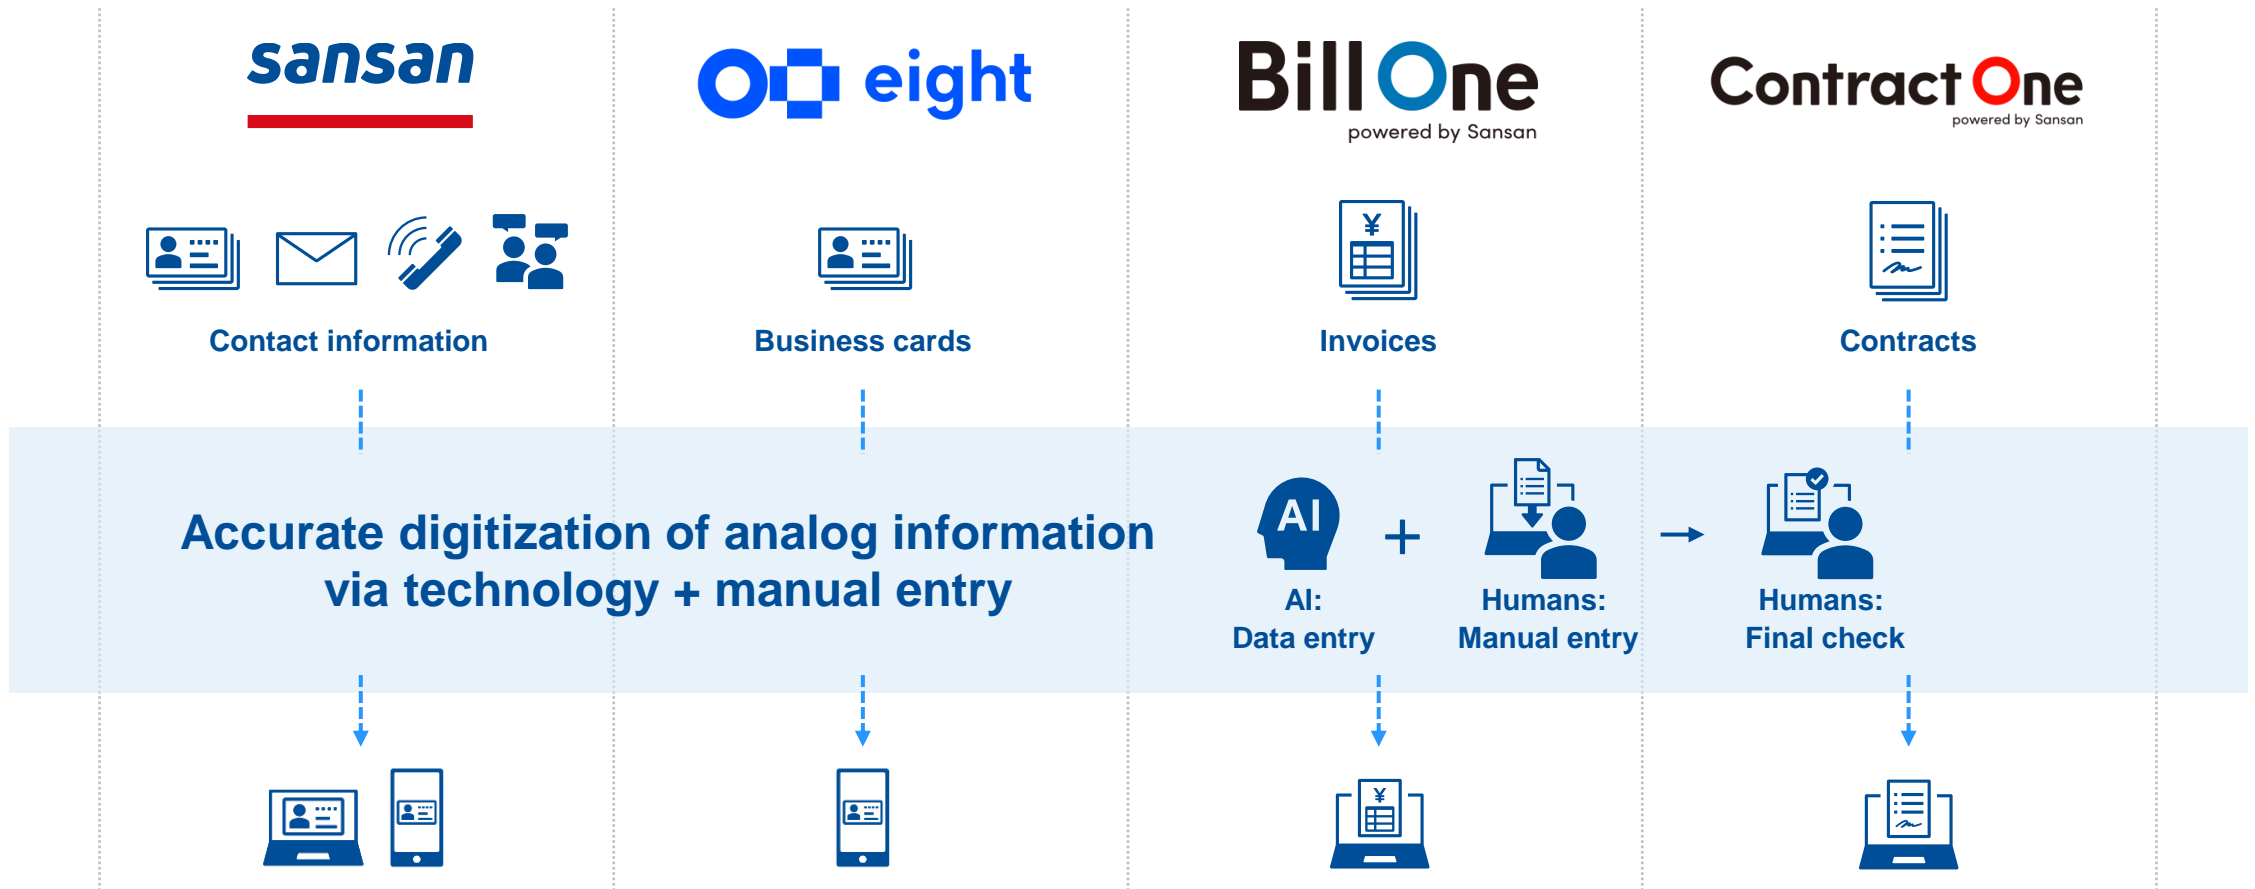 sansan
eight
Bill One
powered by Sansan
Contract One
powered by Sansan
¥
Contact information
Business cards
Invoices
Contracts
Accurate digitization of analog information
via technology + manual entry
AI
+
AI:
Data entry
Humans:
Manual entry
Humans:
Final check
¥